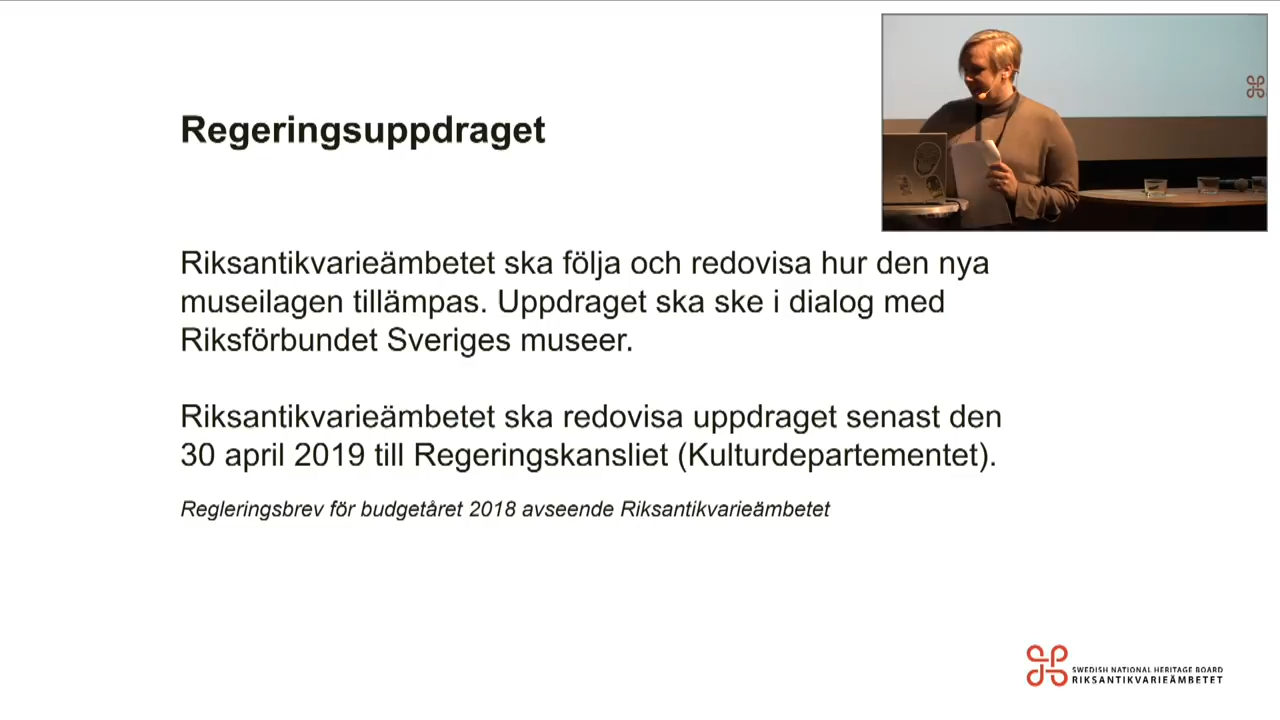 Regeringsuppdraget
Riksantikvarieämbetet ska följa och redovisa hur den nya
museilagen tillämpas. Uppdraget ska ske i dialog med
Riksförbundet Sveriges museer.
Riksantikvarieämbetet ska redovisa uppdraget senast den
30 april 2019 till Regeringskansliet (Kulturdepartementet).
Regleringsbrev för budgetåret 2018 avseende Riksantikvarieämbetet
SWEDISH NATIONAL HERITAGE BOARD
RIKSANTIKVARIEÄMBETET